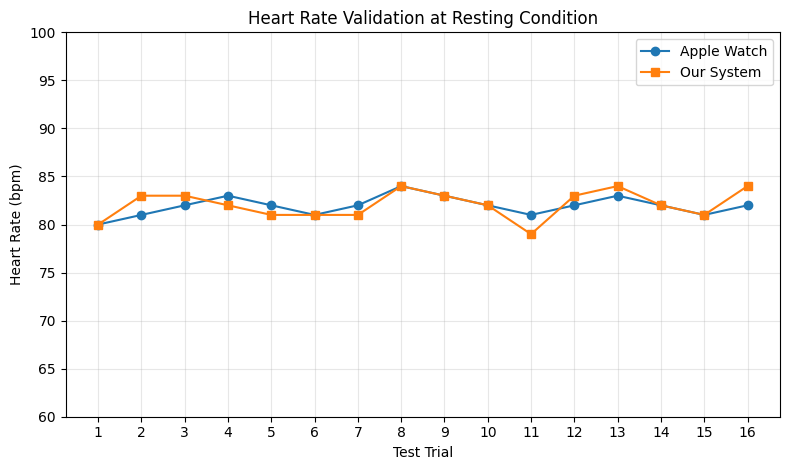 Heart Rate Validation at Resting Condition
Apple Watch
Our System
Heart Rate (bpm)
100
95
90
85
80
75
70
65
60
1 2 3 4 5 6 7 8 9 10 11 12 13 14 15 16
Test Trial